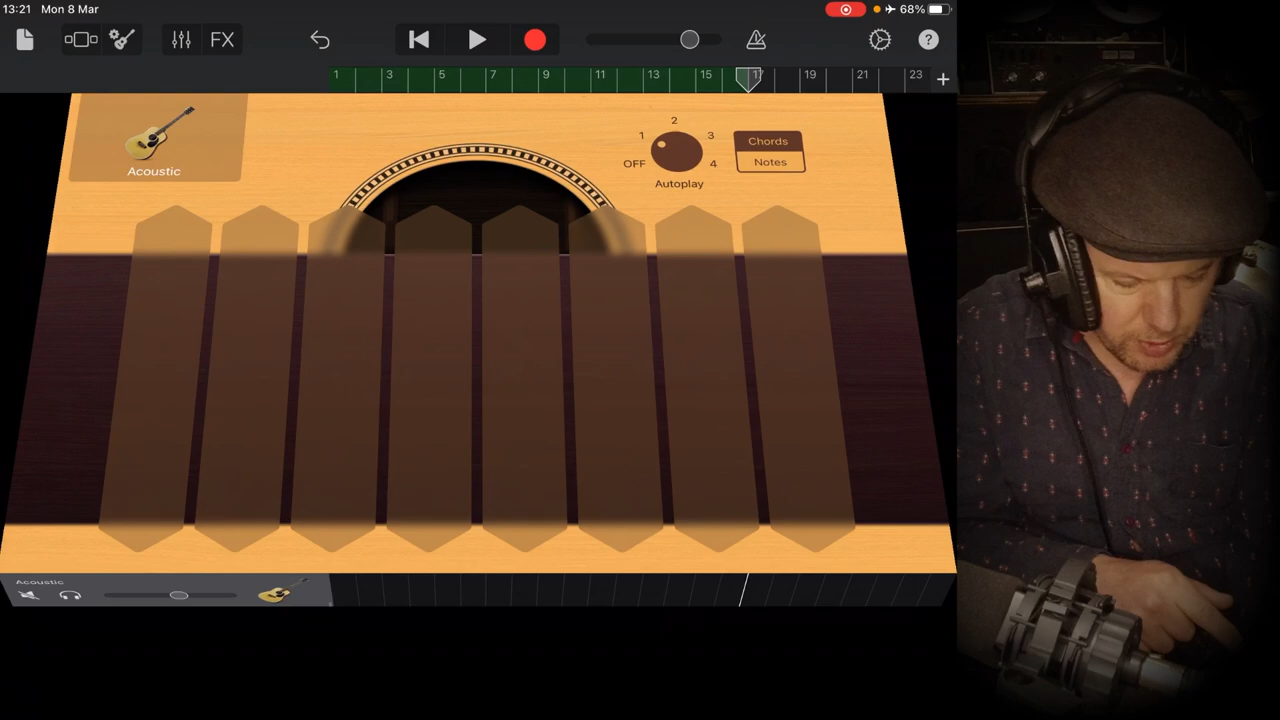 13:21 Mon 8 Mar
68%
FX
?
1 3 5 7 9 11 13 15 17 19 21 23 +
Acoustic
2
1 3
OFF 4
Autoplay
Chords
Notes
Acoustic